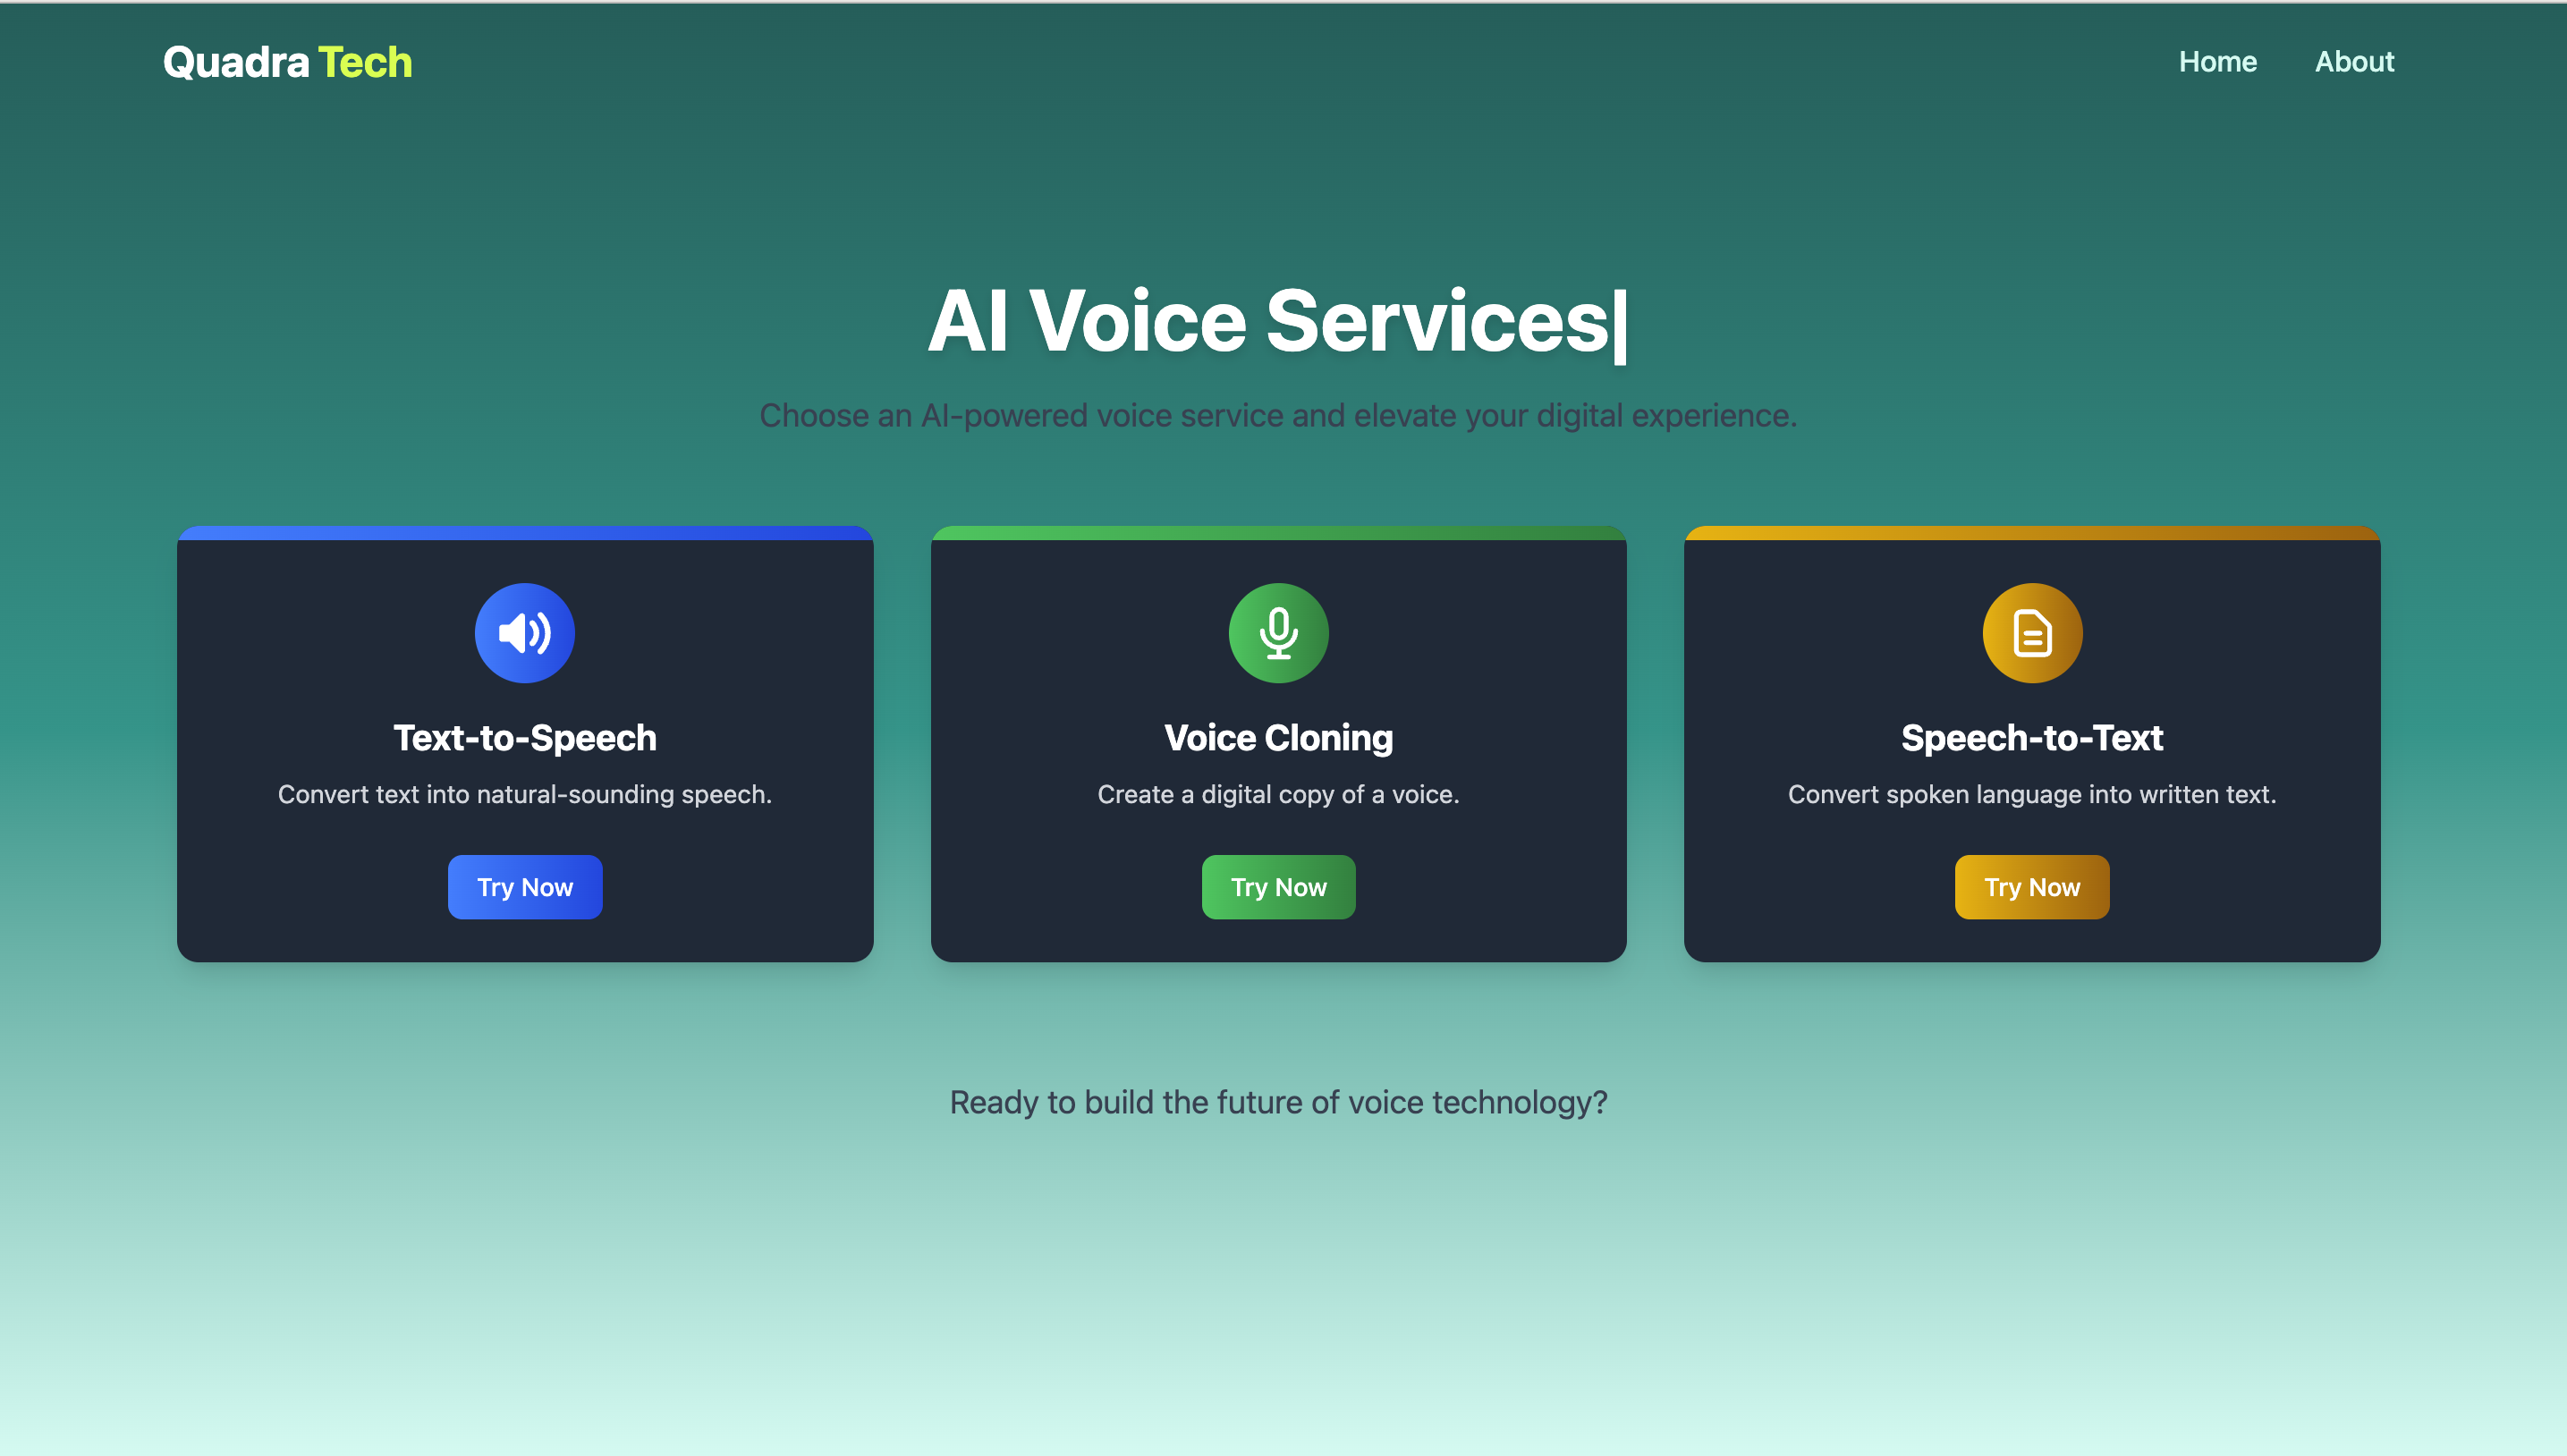 Quadra Tech
Home
About
AI Voice Services|
Choose an AI-powered voice service and elevate your digital experience.
Text-to-Speech
Convert text into natural-sounding speech.
Try Now
Voice Cloning
Create a digital copy of a voice.
Try Now
Speech-to-Text
Convert spoken language into written text.
Try Now
Ready to build the future of voice technology?